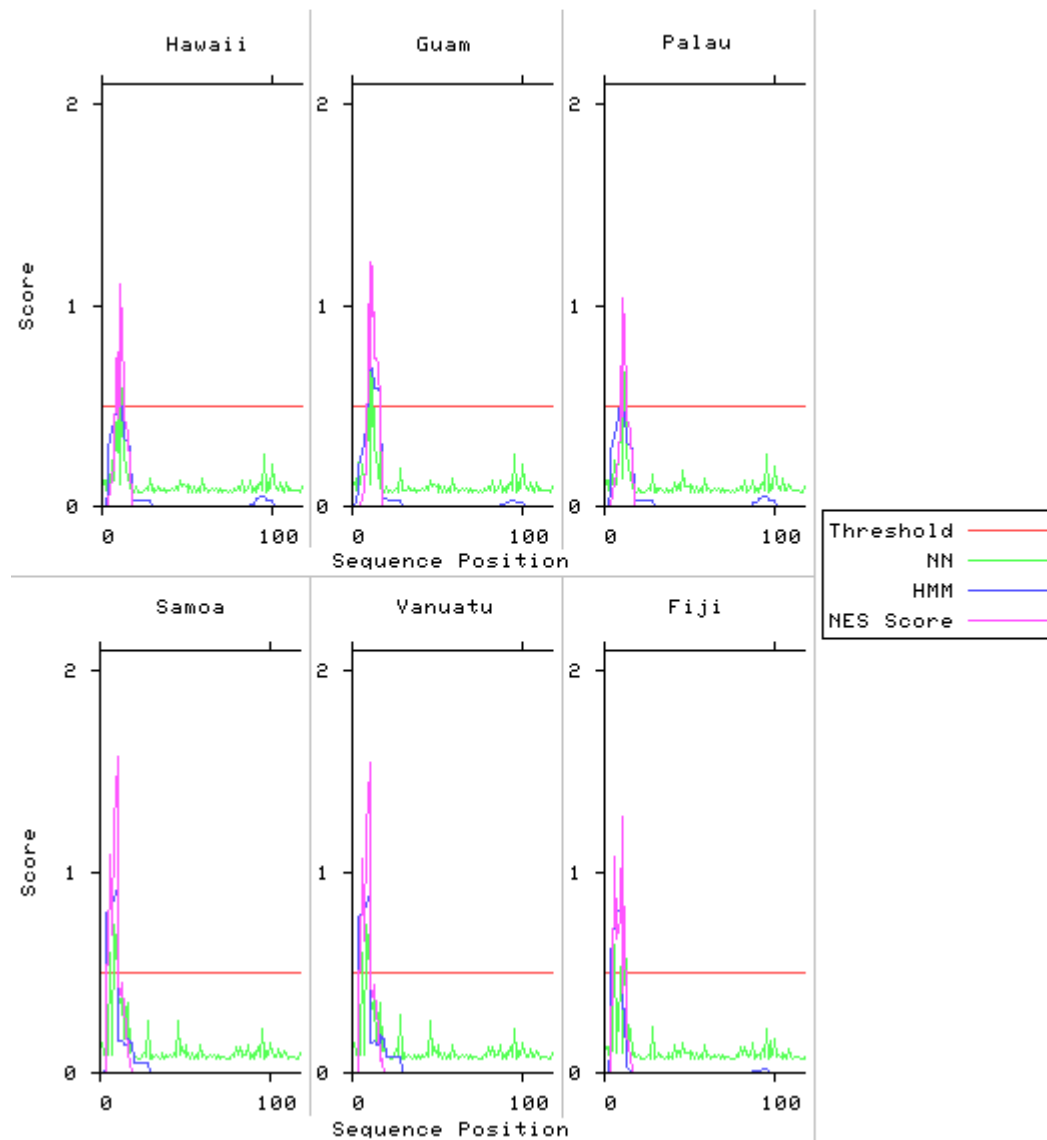 Hawaii Guam Palau
2 2 2
Score
1 1 1
0 0 0
0 100 0 100 0 100
Sequence Position
Threshold
NN
HMM
NES Score
Samoa Vanuatu Fiji
2 2 2
Score
1 1 1
0 0 0
0 100 0 100 0 100
Sequence Position